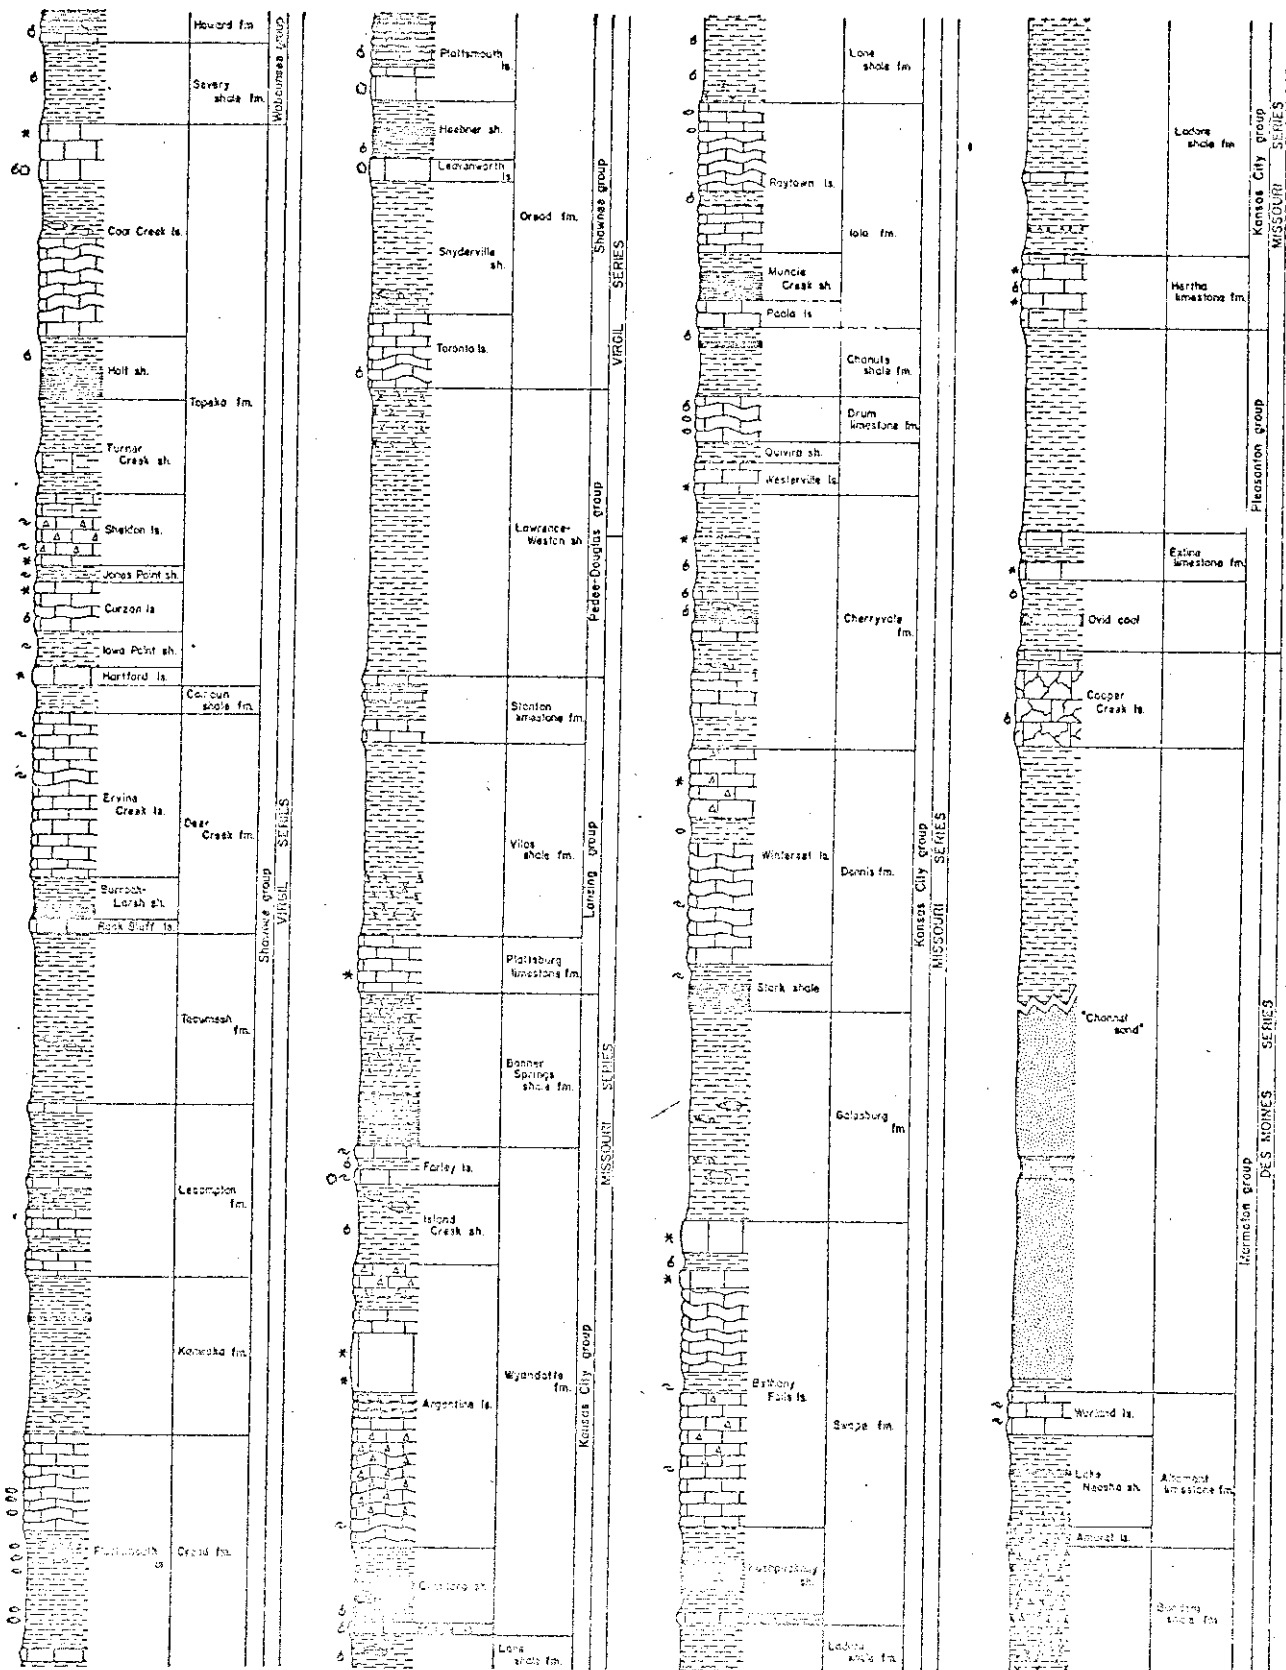 Howard fm
Severy
shale fm.
Wabaunsee group
Coal Creek ls.
Holt sh.
Topeka fm.
Turner
Creek sh.
Sheldon ls.
Jones Point sh.
Curzon ls
Iowa Point sh.
Hartford ls.
Calhoun
shale fm.
Ervine
Creek ls.
Deer
Creek fm.
Burroch-
Larsh sh.
Rock Bluff ls.
Shawnee group
VIRGIL SERIES
Tecumseh
fm.
Lecompton
fm.
Kanwaka fm.
Plattsmouth
ls
Oread fm.
Plattsmouth
ls.
Heebner sh.
Leavenworth
ls.
Oread fm.
Snyderville
sh.
Toronto ls.
Shawnee group
VIRGIL SERIES
Lawrence-
Weston sh
Pedee-Douglas group
Stanton
limestone fm.
Vilas
shale fm.
Lansing group
Plattsburg
limestone fm.
Bonner
Springs
shale fm.
MISSOURI SERIES
Farley ls.
Island
Creek sh.
Wyandotte
fm.
Argentine ls.
Kansas City group
Quindaro sh.
Lane
shale fm.
Lane
shale fm.
Raytown ls.
Iola fm.
Muncie
Creek sh
Paola ls
Chanute
shale fm.
Drum
limestone fm.
Quivira sh.
Westerville ls.
Cherryvale
fm.
Winterset ls.
Dennis fm.
Stark shale
Kansas City group
MISSOURI SERIES
Galesburg
fm
Bethany
Falls ls.
Swope fm.
Hushpuckney
sh.
Ladore
shale fm.
Ladore
shale fm
Kansas City group
MISSOURI SERIES
Hertha
limestone fm.
Pleasanton group
Exline
limestone fm.
Ovid coal
Cooper
Creek ls.
"Channel
sand"
DES MOINES SERIES
Marmaton group
Worland ls.
Lake
Neosho sh.
Altamont
limestone fm.
Amoret ls.
Bandera
shale fm.